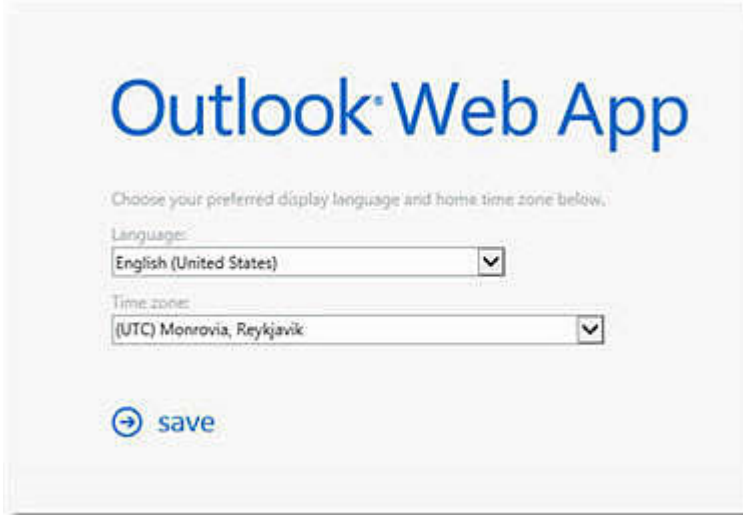 Outlook® Web App
Choose your preferred display language and home time zone below.
Language:
English (United States)
Time zone:
(UTC) Monrovia, Reykjavik
save